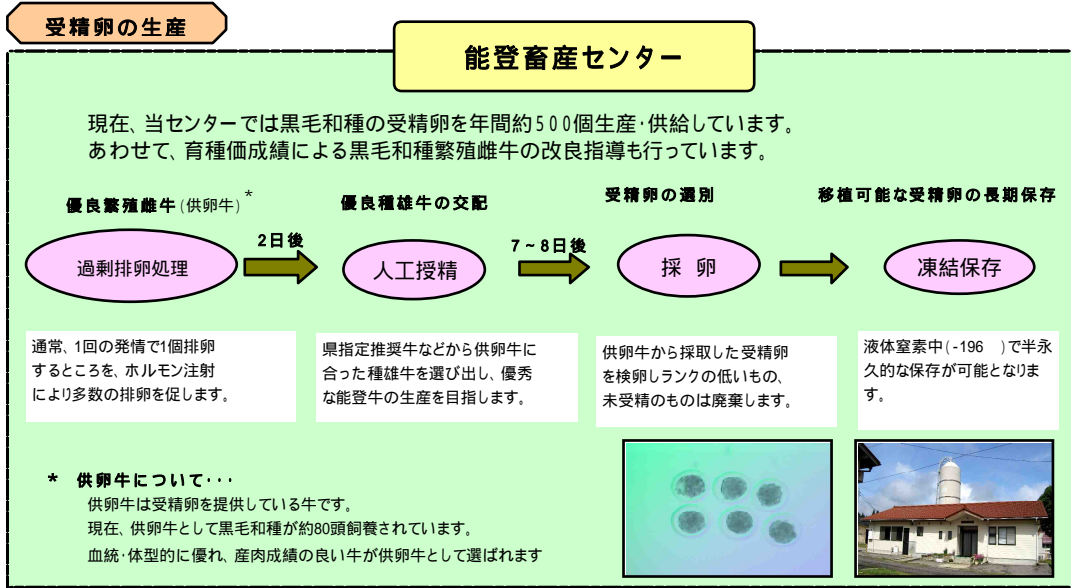 受精卵の生産
能登畜産センター
現在、当センターでは黒毛和種の受精卵を年間約500個生産・供給しています。
あわせて、育種価成績による黒毛和種繁殖雌牛の改良指導も行っています。
優良繁殖雌牛(供卵牛)*
過剰排卵処理
通常、1回の発情で1個排卵
するところを、ホルモン注射
により多数の排卵を促します。
2日後
優良種雄牛の交配
人工授精
県指定推奨牛などから供卵牛に
合った種雄牛を選び出し、優秀
な能登牛の生産を目指します。
7~8日後
受精卵の選別
採 卵
供卵牛から採取した受精卵
を検卵しランクの低いもの、
未受精のものは廃棄します。
移植可能な受精卵の長期保存
凍結保存
液体窒素中(-196 )で半永
久的な保存が可能となりま
す。
* 供卵牛について・・・
供卵牛は受精卵を提供している牛です。
現在、供卵牛として黒毛和種が約80頭飼養されています。
血統・体型的に優れ、産肉成績の良い牛が供卵牛として選ばれます